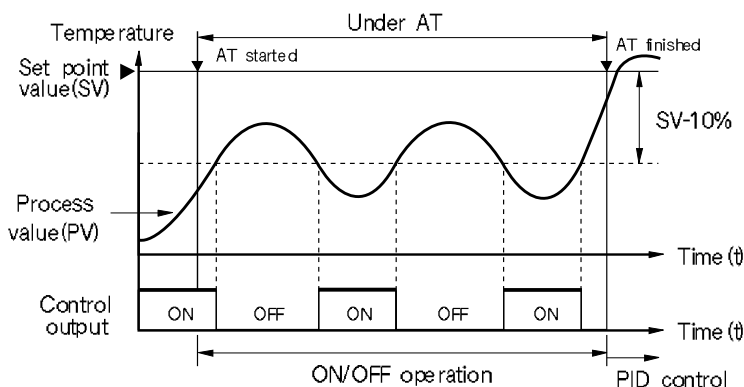 Under AT
Temperature
AT started
AT finished
Set point
value(SV)
SV-10%
Process
value(PV)
Time(t)
Control
output
ON
OFF
ON
OFF
ON
Time(t)
ON/OFF operation
PID control